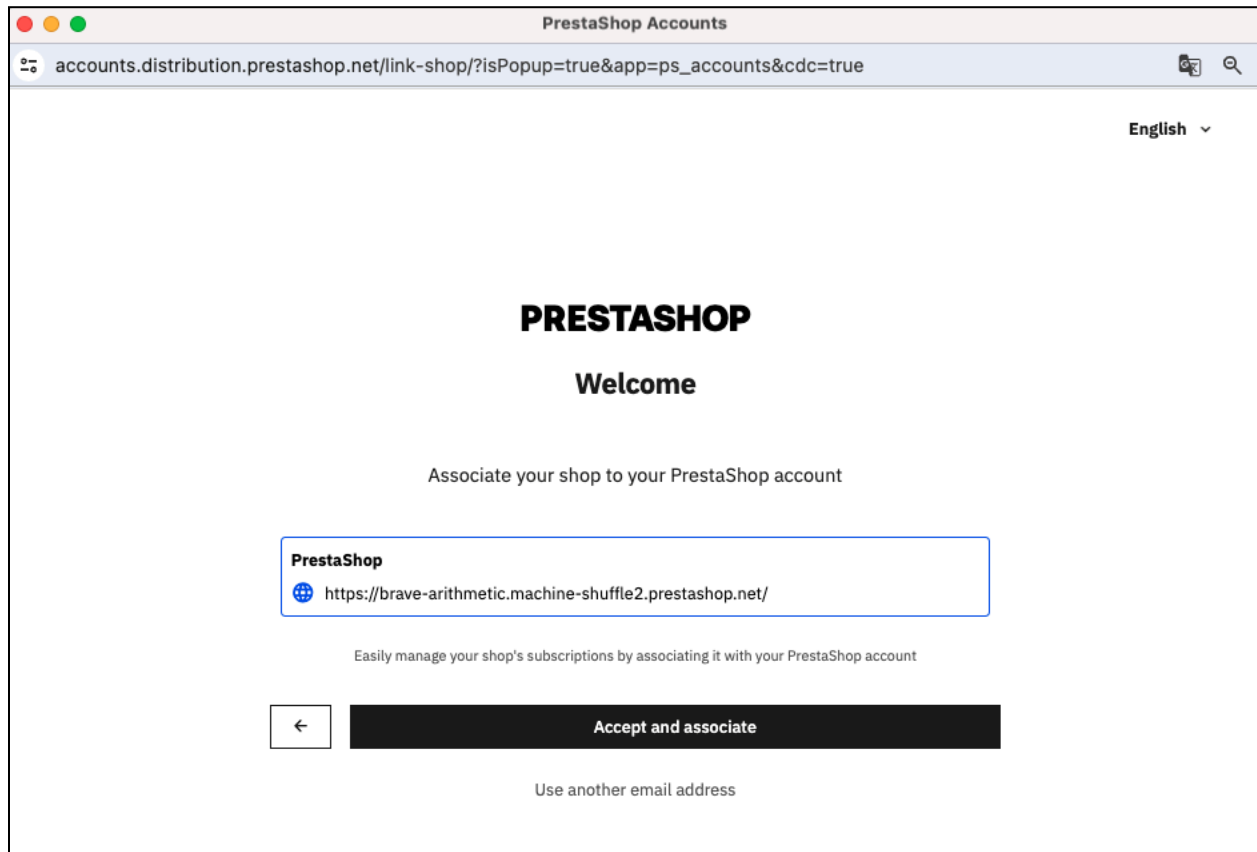 PrestaShop Accounts
accounts.distribution.prestashop.net/link-shop/?isPopup=true&app=ps_accounts&cdc=true
English
PRESTASHOP
Welcome
Associate your shop to your PrestaShop account
PrestaShop
https://brave-arithmetic.machine-shuffle2.prestashop.net/
Easily manage your shop's subscriptions by associating it with your PrestaShop account
Accept and associate
Use another email address